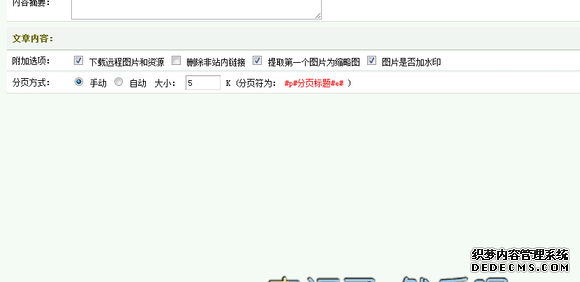 内容摘要:
文章内容:
附加选项: 下载远程图片和资源 删除非站内链接 提取第一个图片为缩略图 图片是否加水印
分页方式: 手动 自动 大小: 5 K (分页符为: #p#分页标题#e# )
织梦内容管理系统
DEDECMS.COM